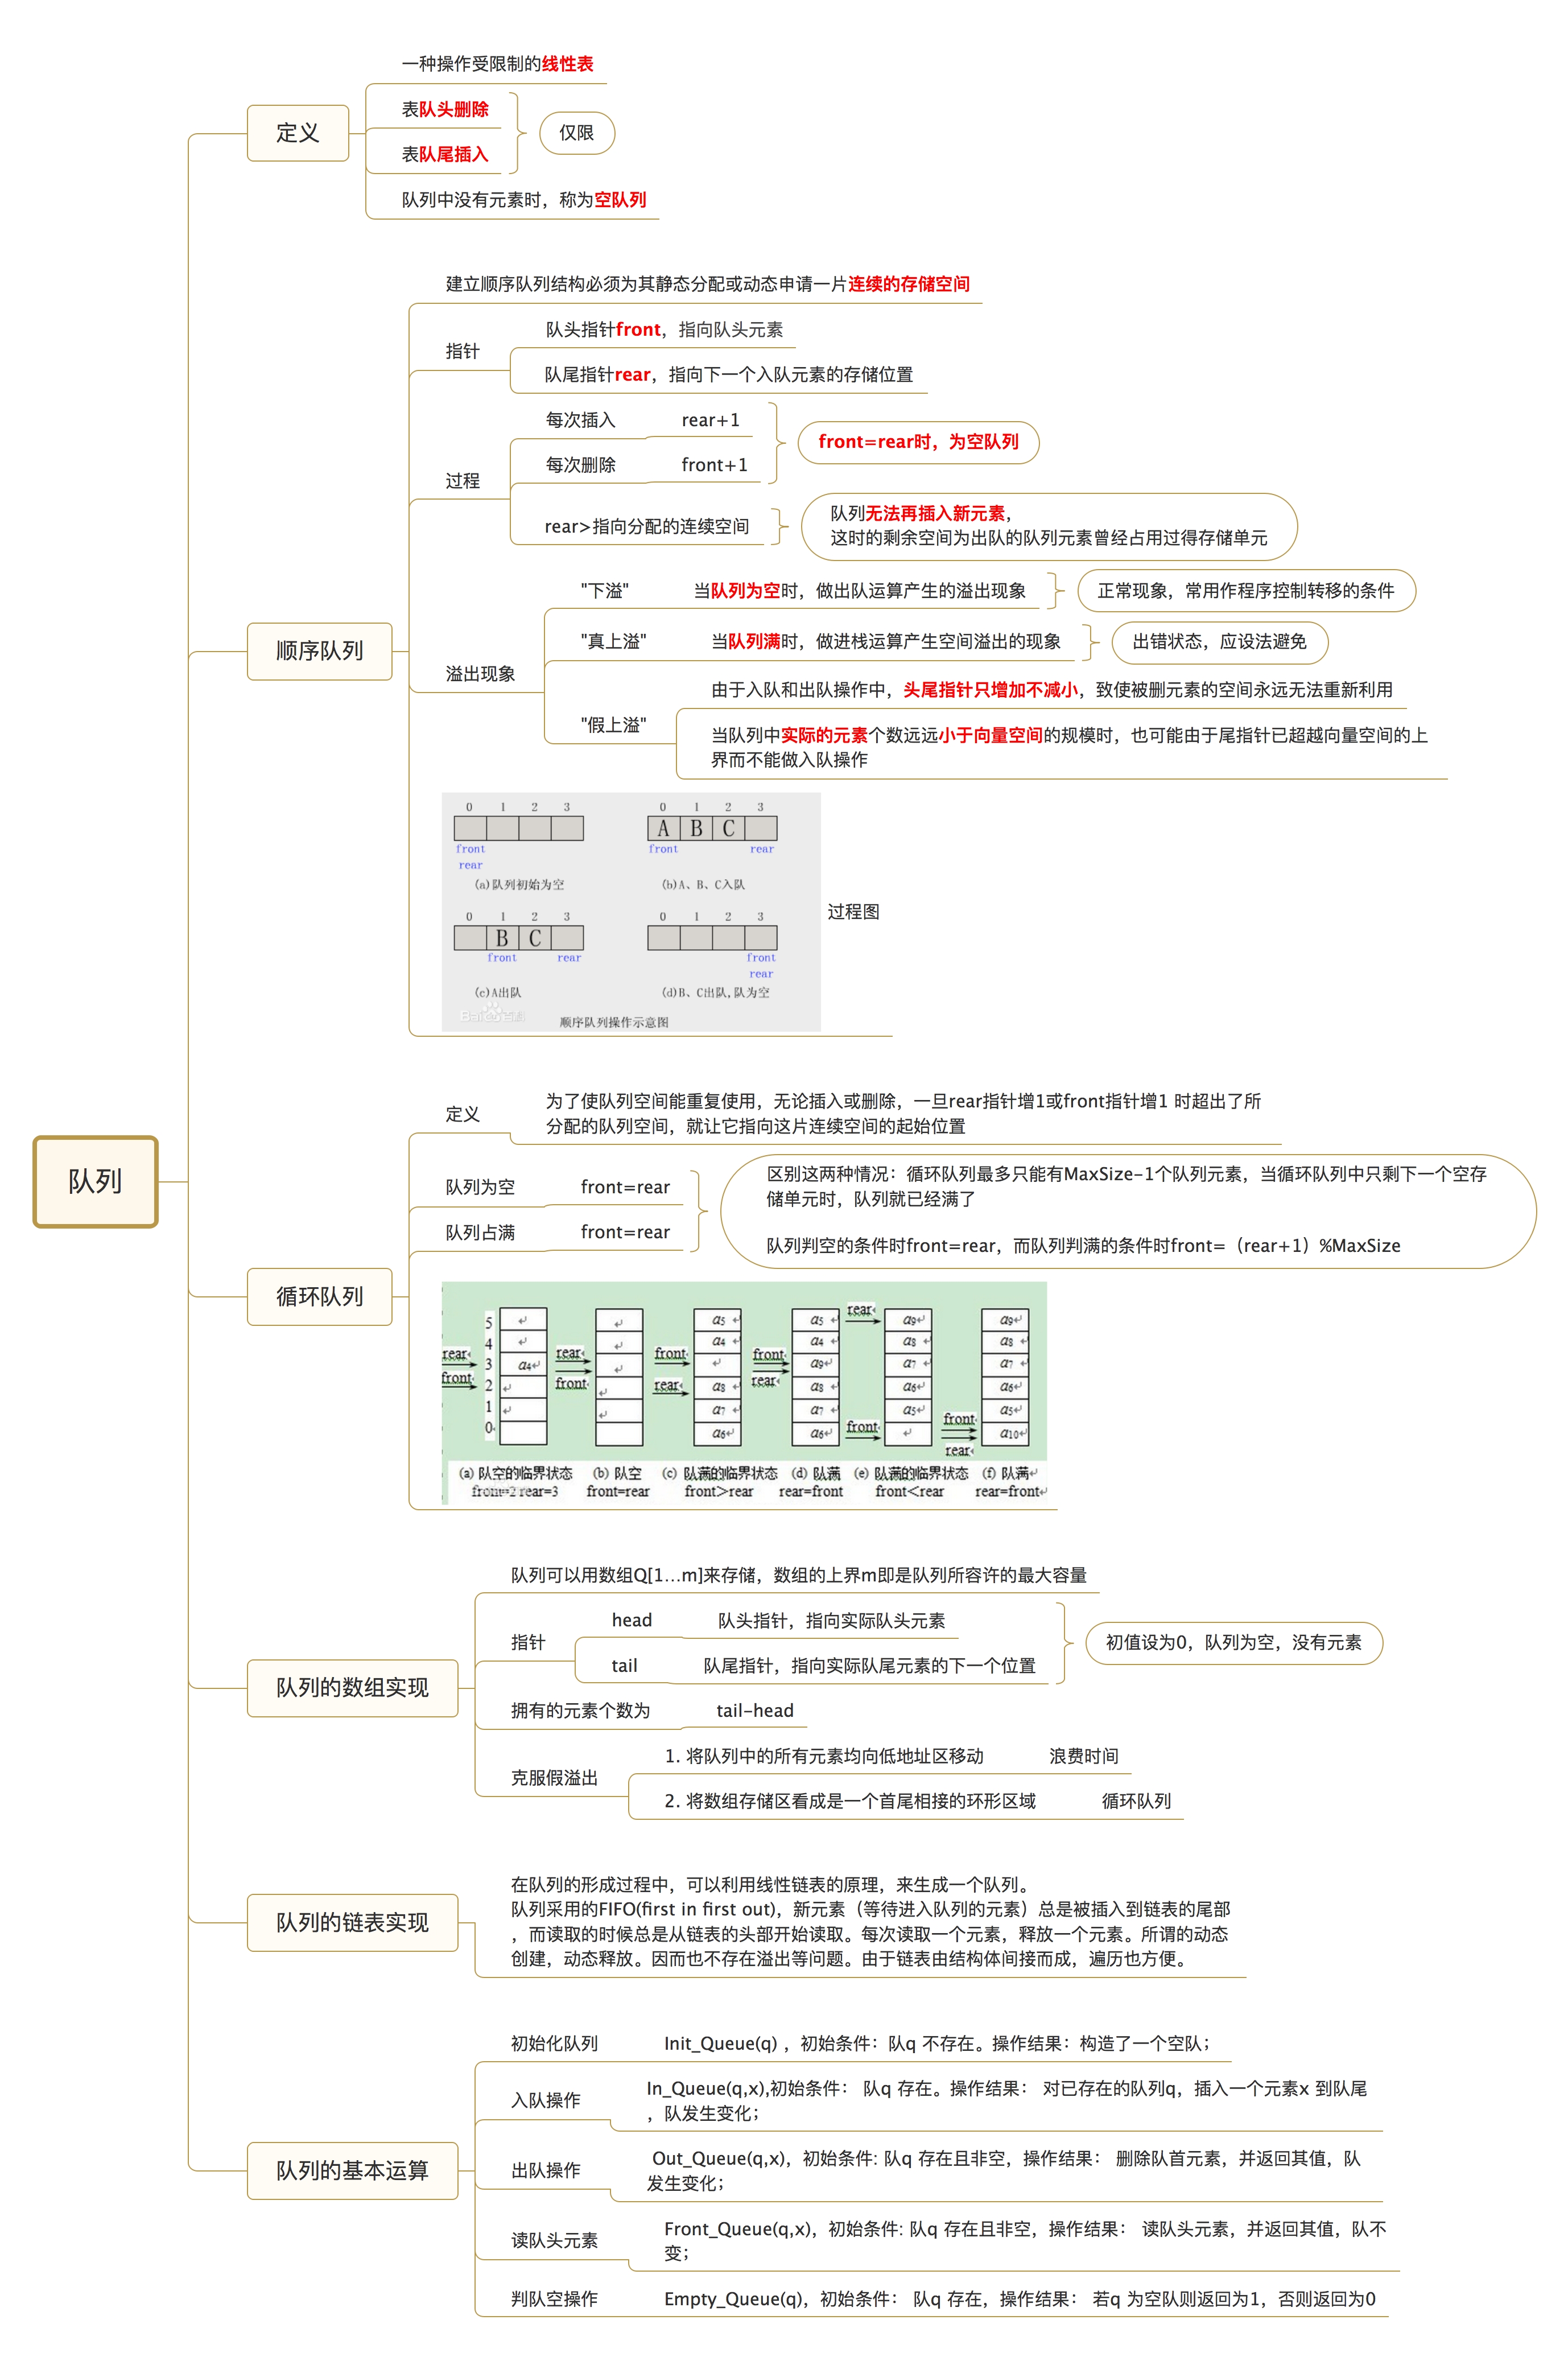 队列
定义
一种操作受限制的线性表
表队头删除
表队尾插入
仅限
队列中没有元素时，称为空队列
顺序队列
建立顺序队列结构必须为其静态分配或动态申请一片连续的存储空间
指针
队头指针front，指向队头元素
队尾指针rear，指向下一个入队元素的存储位置
过程
每次插入 rear+1
每次删除 front+1
front=rear时，为空队列
rear>指向分配的连续空间
队列无法再插入新元素，
这时的剩余空间为出队的队列元素曾经占用过得存储单元
溢出现象
"下溢" 当队列为空时，做出队运算产生的溢出现象
正常现象，常用作程序控制转移的条件
"真上溢" 当队列满时，做进栈运算产生空间溢出的现象
出错状态，应设法避免
"假上溢"
由于入队和出队操作中，头尾指针只增加不减小，致使被删元素的空间永远无法重新利用
当队列中实际的元素个数远远小于向量空间的规模时，也可能由于尾指针已超越向量空间的上
界而不能做入队操作
0 1 2 3
front
rear
(a)队列初始为空
0 1 2 3
A B C
front rear
(b)A、B、C入队
0 1 2 3
B C
front rear
(c)A出队
0 1 2 3
front
rear
(d)B、C出队,队为空
Bai百科
顺序队列操作示意图
过程图
循环队列
定义
为了使队列空间能重复使用，无论插入或删除，一旦rear指针增1或front指针增1 时超出了所
分配的队列空间，就让它指向这片连续空间的起始位置
队列为空 front=rear
队列占满 front=rear
区别这两种情况：循环队列最多只能有MaxSize-1个队列元素，当循环队列中只剩下一个空存
储单元时，队列就已经满了
队列判空的条件时front=rear，而队列判满的条件时front=（rear+1）%MaxSize
rear
front
5
4
3
2
1
0
a4
rear
front
front
rear
a5
a4
a8
a7
a6
front
rear
a5
a4
a9
a8
a7
a6
rear
front
a9
a8
a7
a6
a5
front
rear
a9
a8
a7
a6
a5
a10
(a) 队空的临界状态 (b) 队空 (c) 队满的临界状态 (d) 队满 (e) 队满的临界状态 (f) 队满
front=2 rear=3 front=rear front＞rear rear=front front＜rear rear=front
队列的数组实现
队列可以用数组Q[1…m]来存储，数组的上界m即是队列所容许的最大容量
指针
head 队头指针，指向实际队头元素
tail 队尾指针，指向实际队尾元素的下一个位置
初值设为0，队列为空，没有元素
拥有的元素个数为 tail-head
克服假溢出
1. 将队列中的所有元素均向低地址区移动 浪费时间
2. 将数组存储区看成是一个首尾相接的环形区域 循环队列
队列的链表实现
在队列的形成过程中，可以利用线性链表的原理，来生成一个队列。
队列采用的FIFO(first in first out)，新元素（等待进入队列的元素）总是被插入到链表的尾部
，而读取的时候总是从链表的头部开始读取。每次读取一个元素，释放一个元素。所谓的动态
创建，动态释放。因而也不存在溢出等问题。由于链表由结构体间接而成，遍历也方便。
队列的基本运算
初始化队列 Init_Queue(q) ，初始条件：队q 不存在。操作结果：构造了一个空队；
入队操作
In_Queue(q,x),初始条件： 队q 存在。操作结果： 对已存在的队列q，插入一个元素x 到队尾
，队发生变化；
出队操作
Out_Queue(q,x)，初始条件: 队q 存在且非空，操作结果： 删除队首元素，并返回其值，队
发生变化；
读队头元素
Front_Queue(q,x)，初始条件: 队q 存在且非空，操作结果： 读队头元素，并返回其值，队不
变；
判队空操作 Empty_Queue(q)，初始条件： 队q 存在，操作结果： 若q 为空队则返回为1，否则返回为0